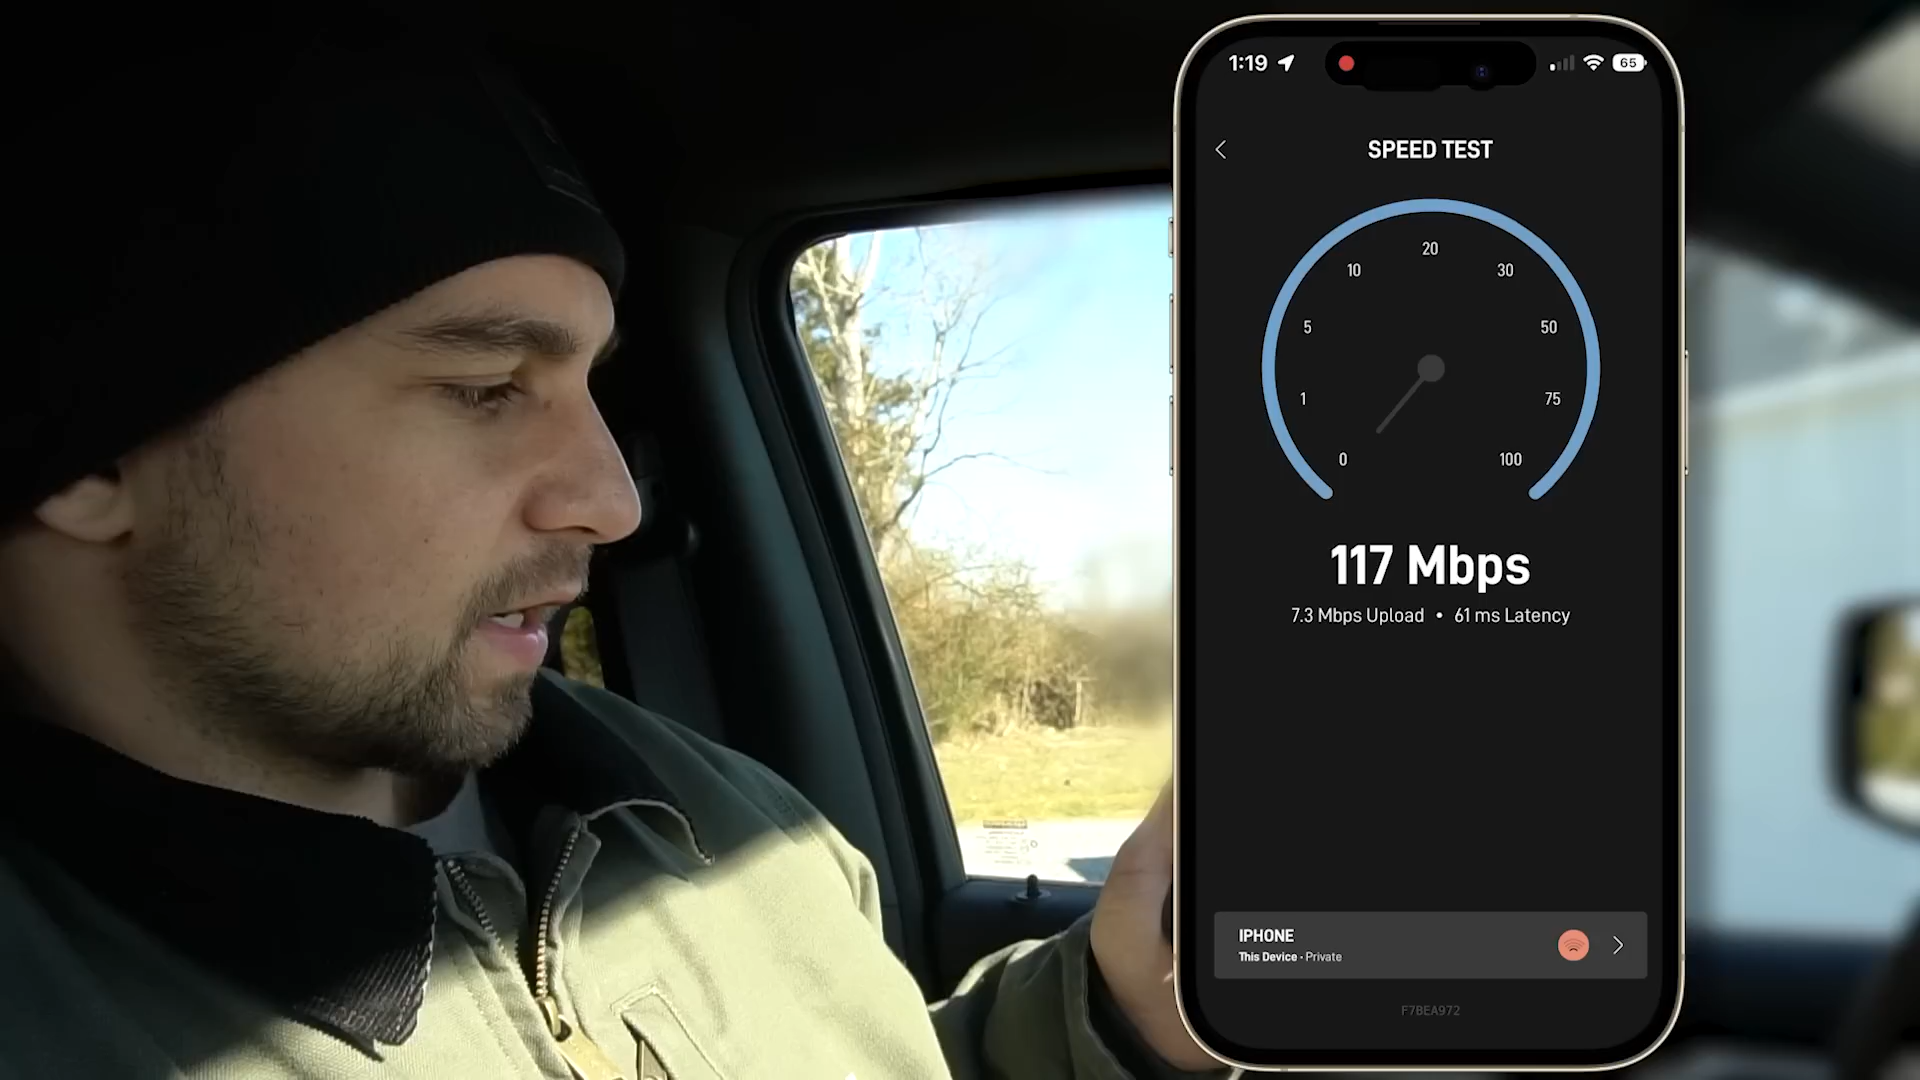 1:19
65
SPEED TEST
20
10
30
5
50
1
75
0
100
117 Mbps
7.3 Mbps Upload • 61 ms Latency
IPHONE
This Device · Private
F7BEA972